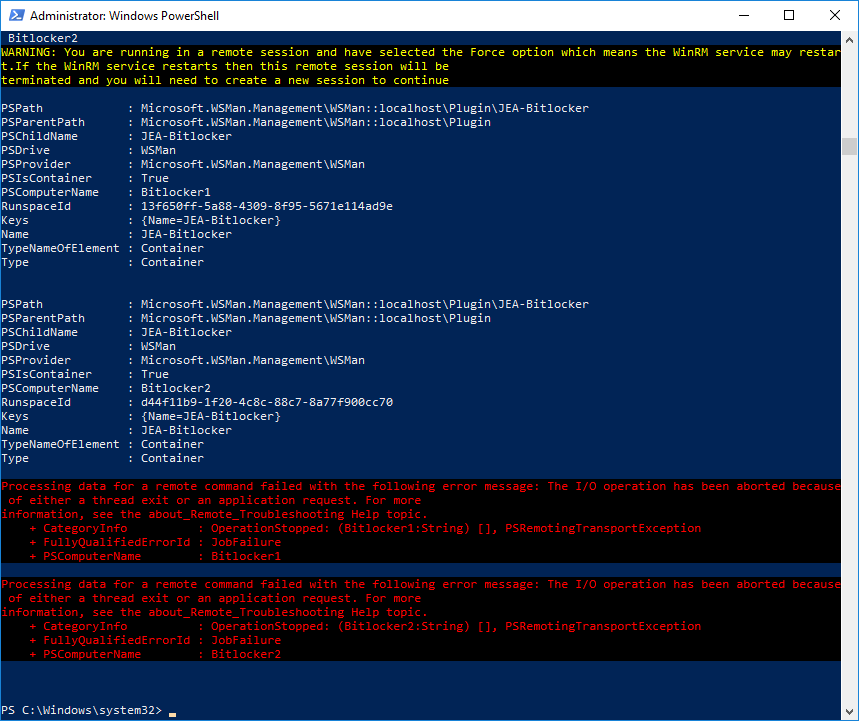 Administrator: Windows PowerShell
Bitlocker2
WARNING: You are running in a remote session and have selected the Force option which means the WinRM service may restar
t.If the WinRM service restarts then this remote session will be
terminated and you will need to create a new session to continue
PSPath            : Microsoft.WSMan.Management\WSMan::localhost\Plugin\JEA-Bitlocker
PSParentPath      : Microsoft.WSMan.Management\WSMan::localhost\Plugin
PSChildName       : JEA-Bitlocker
PSDrive           : WSMan
PSProvider        : Microsoft.WSMan.Management\WSMan
PSIsContainer     : True
PSComputerName    : Bitlocker1
RunspaceId        : 13f650ff-5a88-4309-8f95-5671e114ad9e
Keys              : {Name=JEA-Bitlocker}
Name              : JEA-Bitlocker
TypeNameOfElement : Container
Type              : Container
PSPath            : Microsoft.WSMan.Management\WSMan::localhost\Plugin\JEA-Bitlocker
PSParentPath      : Microsoft.WSMan.Management\WSMan::localhost\Plugin
PSChildName       : JEA-Bitlocker
PSDrive           : WSMan
PSProvider        : Microsoft.WSMan.Management\WSMan
PSIsContainer     : True
PSComputerName    : Bitlocker2
RunspaceId        : d44f11b9-1f20-4c8c-88c7-8a77f900cc70
Keys              : {Name=JEA-Bitlocker}
Name              : JEA-Bitlocker
TypeNameOfElement : Container
Type              : Container
Processing data for a remote command failed with the following error message: The I/O operation has been aborted because
 of either a thread exit or an application request. For more
information, see the about_Remote_Troubleshooting Help topic.
    + CategoryInfo          : OperationStopped: (Bitlocker1:String) [], PSRemotingTransportException
    + FullyQualifiedErrorId : JobFailure
    + PSComputerName        : Bitlocker1
Processing data for a remote command failed with the following error message: The I/O operation has been aborted because
 of either a thread exit or an application request. For more
information, see the about_Remote_Troubleshooting Help topic.
    + CategoryInfo          : OperationStopped: (Bitlocker2:String) [], PSRemotingTransportException
    + FullyQualifiedErrorId : JobFailure
    + PSComputerName        : Bitlocker2
PS C:\Windows\system32> _